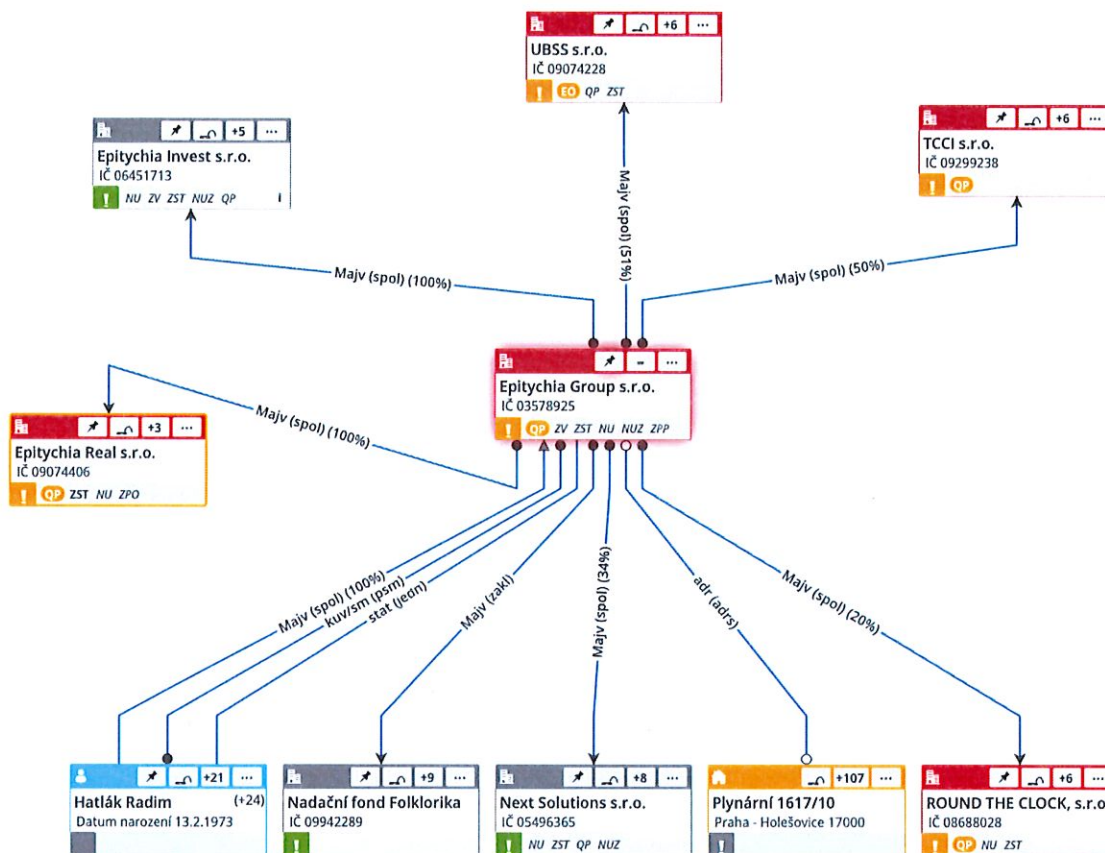 +6 ...
UBSS s.r.o.
IČ 09074228
! EO QP ZST
+5 ...
Epitychia Invest s.r.o.
IČ 06451713
! NU ZV ZST NUZ QP i
+6 ...
TCCI s.r.o.
IČ 09299238
! QP
Majv (spol) (100%)
Majv (spol) (51%)
Majv (spol) (50%)
- ...
Epitychia Group s.r.o.
IČ 03578925
! QP ZV ZST NU NUZ ZPP
Majv (spol) (100%)
+3 ...
Epitychia Real s.r.o.
IČ 09074406
! QP ZST NU ZPO
Majv (spol) (100%)
kuv/sm (psm)
stat (jedn)
Majv (zakl)
Majv (spol) (34%)
adr (adrs)
Majv (spol) (20%)
+21 ...
Hatlák Radim (+24)
Datum narození 13.2.1973
+9 ...
Nadační fond Folklorika
IČ 09942289
!
+8 ...
Next Solutions s.r.o.
IČ 05496365
! NU ZST QP NUZ
+107 ...
Plynární 1617/10
Praha - Holešovice 17000
!
+6 ...
ROUND THE CLOCK, s.r.o
IČ 08688028
! QP NU ZST